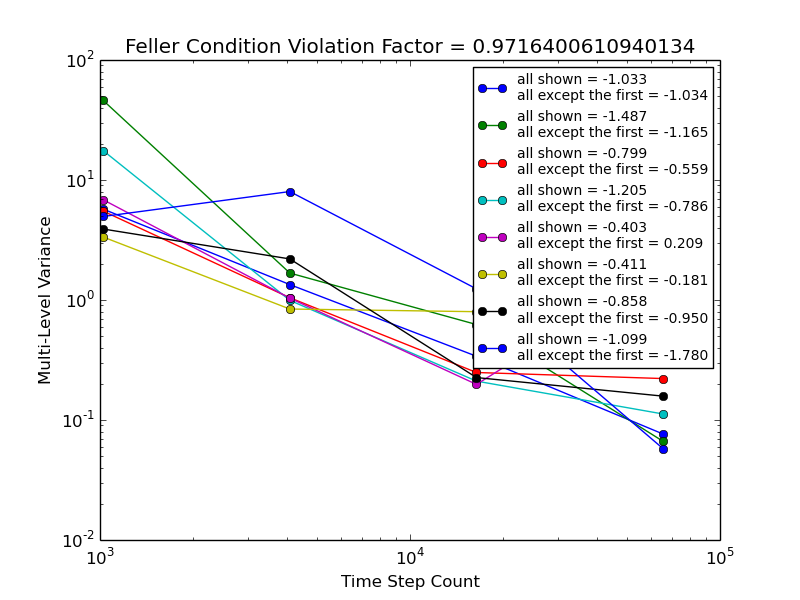 Feller Condition Violation Factor = 0.9716400610940134
10^2
10^1
10^0
10^-1
10^-2
Multi-Level Variance
all shown = -1.033
all except the first = -1.034
all shown = -1.487
all except the first = -1.165
all shown = -0.799
all except the first = -0.559
all shown = -1.205
all except the first = -0.786
all shown = -0.403
all except the first = 0.209
all shown = -0.411
all except the first = -0.181
all shown = -0.858
all except the first = -0.950
all shown = -1.099
all except the first = -1.780
10^3 10^4 10^5
Time Step Count